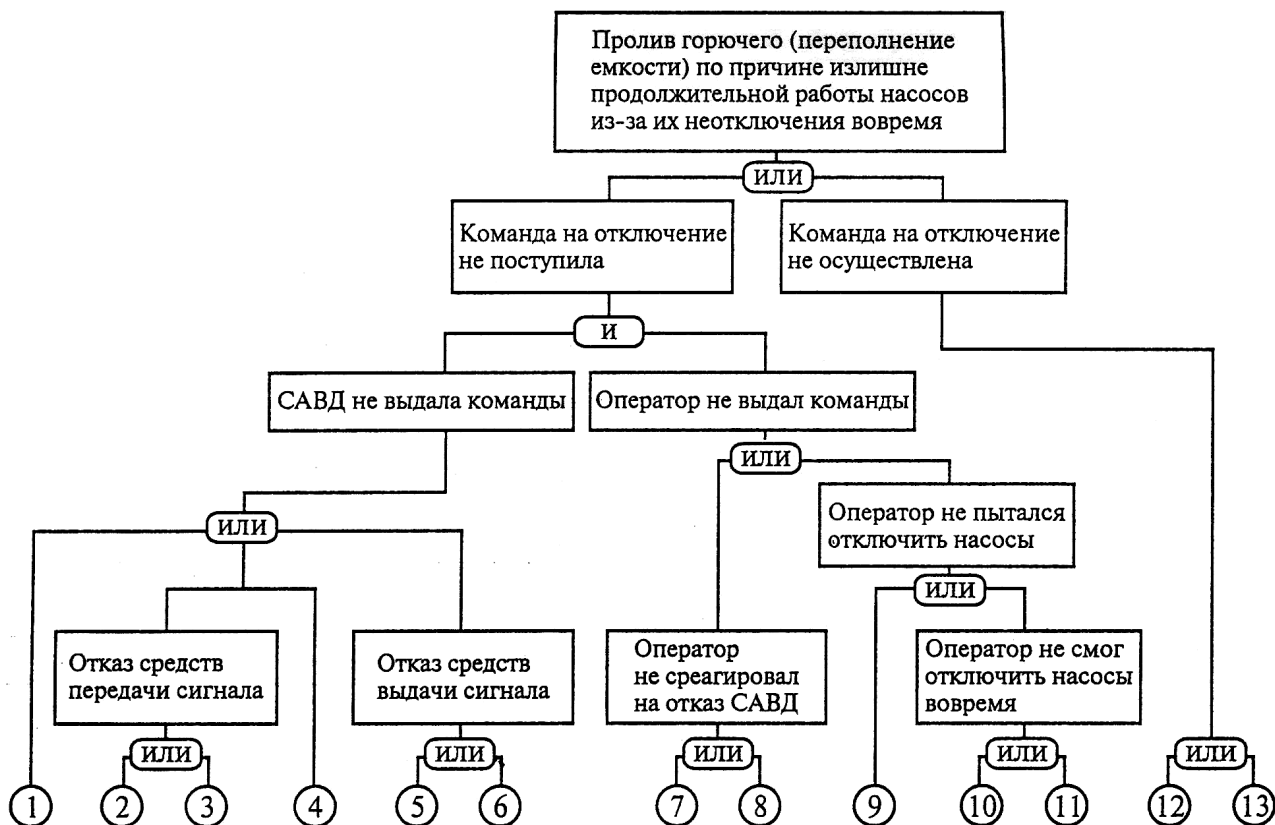 Пролив горючего (переполнение
емкости) по причине излишне
продолжительной работы насосов
из-за их неотключения вовремя
ИЛИ
Команда на отключение
не поступила
Команда на отключение
не осуществлена
И
САВД не выдала команды
Оператор не выдал команды
ИЛИ
Оператор не пытался
отключить насосы
ИЛИ
ИЛИ
Отказ средств
передачи сигнала
Отказ средств
выдачи сигнала
Оператор
не среагировал
на отказ САВД
Оператор не смог
отключить насосы
вовремя
ИЛИ
ИЛИ
ИЛИ
ИЛИ
ИЛИ
1
2
3
4
5
6
7
8
9
10
11
12
13